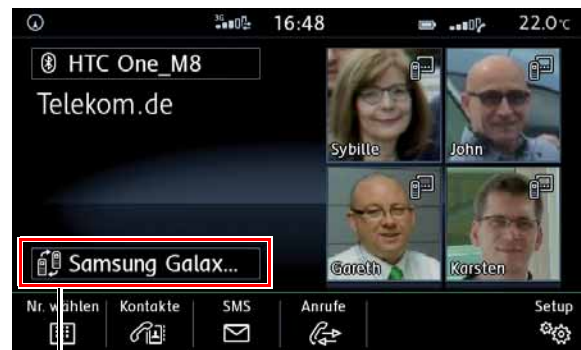 3G 16:48 22.0°C
HTC One_M8
Telekom.de
Sybille John
Samsung Galax...
Gareth Karsten
Nr. wählen Kontakte SMS Anrufe Setup